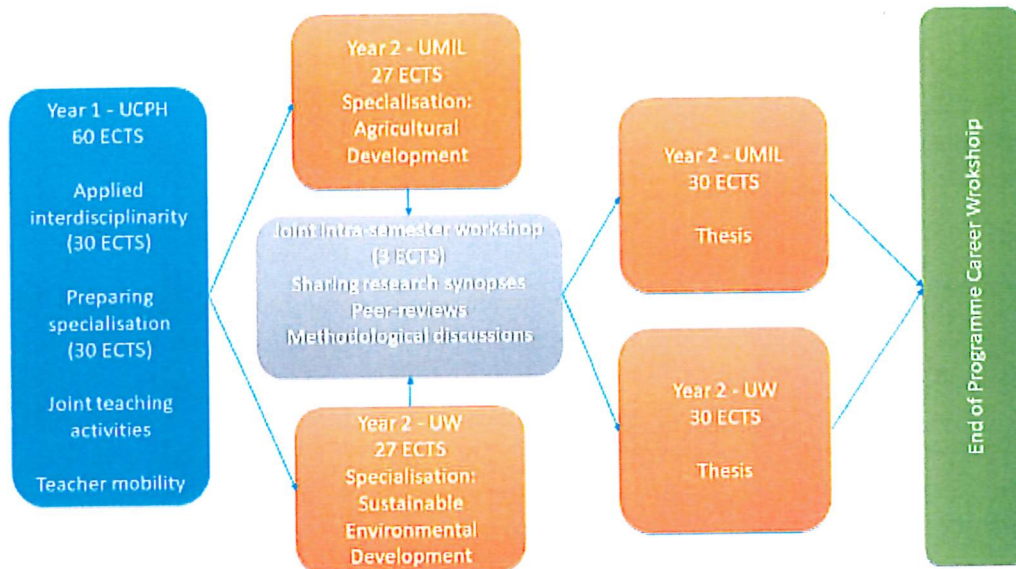 Year 1 - UCPH
60 ECTS
Applied
interdisciplinarity
(30 ECTS)
Preparing
specialisation
(30 ECTS)
Joint teaching
activities
Teacher mobility
Year 2 - UMIL
27 ECTS
Specialisation:
Agricultural
Development
Joint intra-semester workshop
(3 ECTS)
Sharing research synopses
Peer-reviews
Methodological discussions
Year 2 - UW
27 ECTS
Specialisation:
Sustainable
Environmental
Development
Year 2 - UMIL
30 ECTS
Thesis
Year 2 - UW
30 ECTS
Thesis
End of Programme Career Wrokshoip